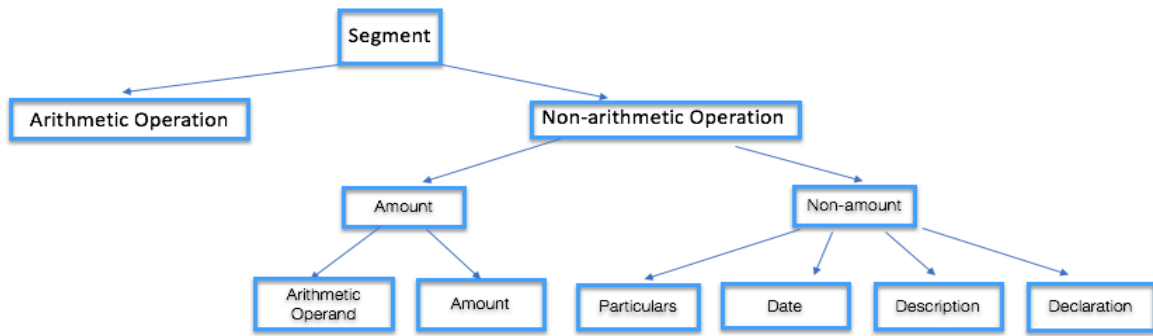 Segment
Arithmetic Operation
Non-arithmetic Operation
Amount
Non-amount
Arithmetic
Operand
Amount
Particulars
Date
Description
Declaration